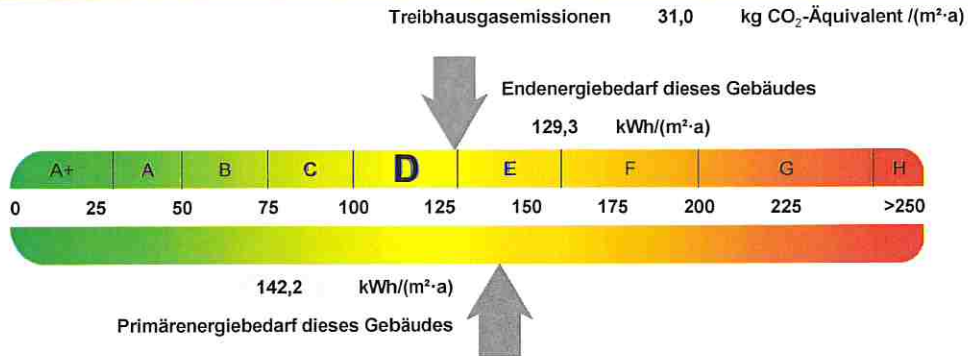 Treibhausgasemissionen 31,0 kg CO₂-Äquivalent /(m²·a)
Endenergiebedarf dieses Gebäudes
129,3 kWh/(m²·a)
A+ A B C D E F G H
0 25 50 75 100 125 150 175 200 225 >250
142,2 kWh/(m²·a)
Primärenergiebedarf dieses Gebäudes